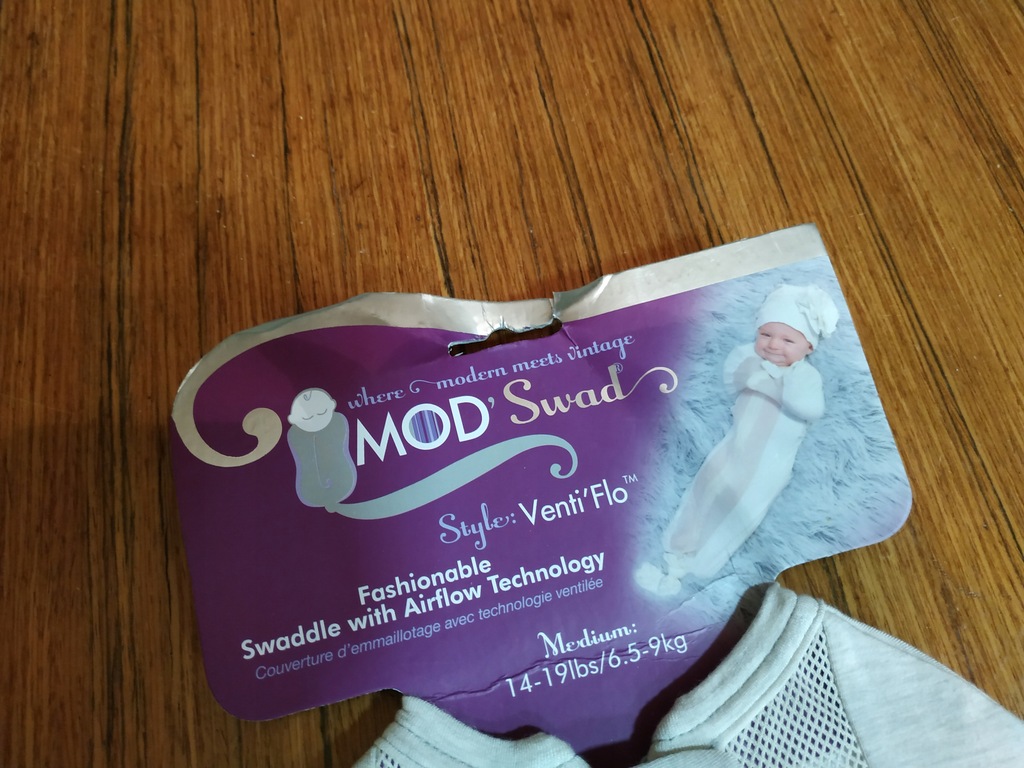 where modern meets vintage
MOD' Swad®
Style: Venti'Flo™
Fashionable
Swaddle with Airflow Technology
Couverture d'emmaillotage avec technologie ventilée
Medium:
14-19lbs/6.5-9kg